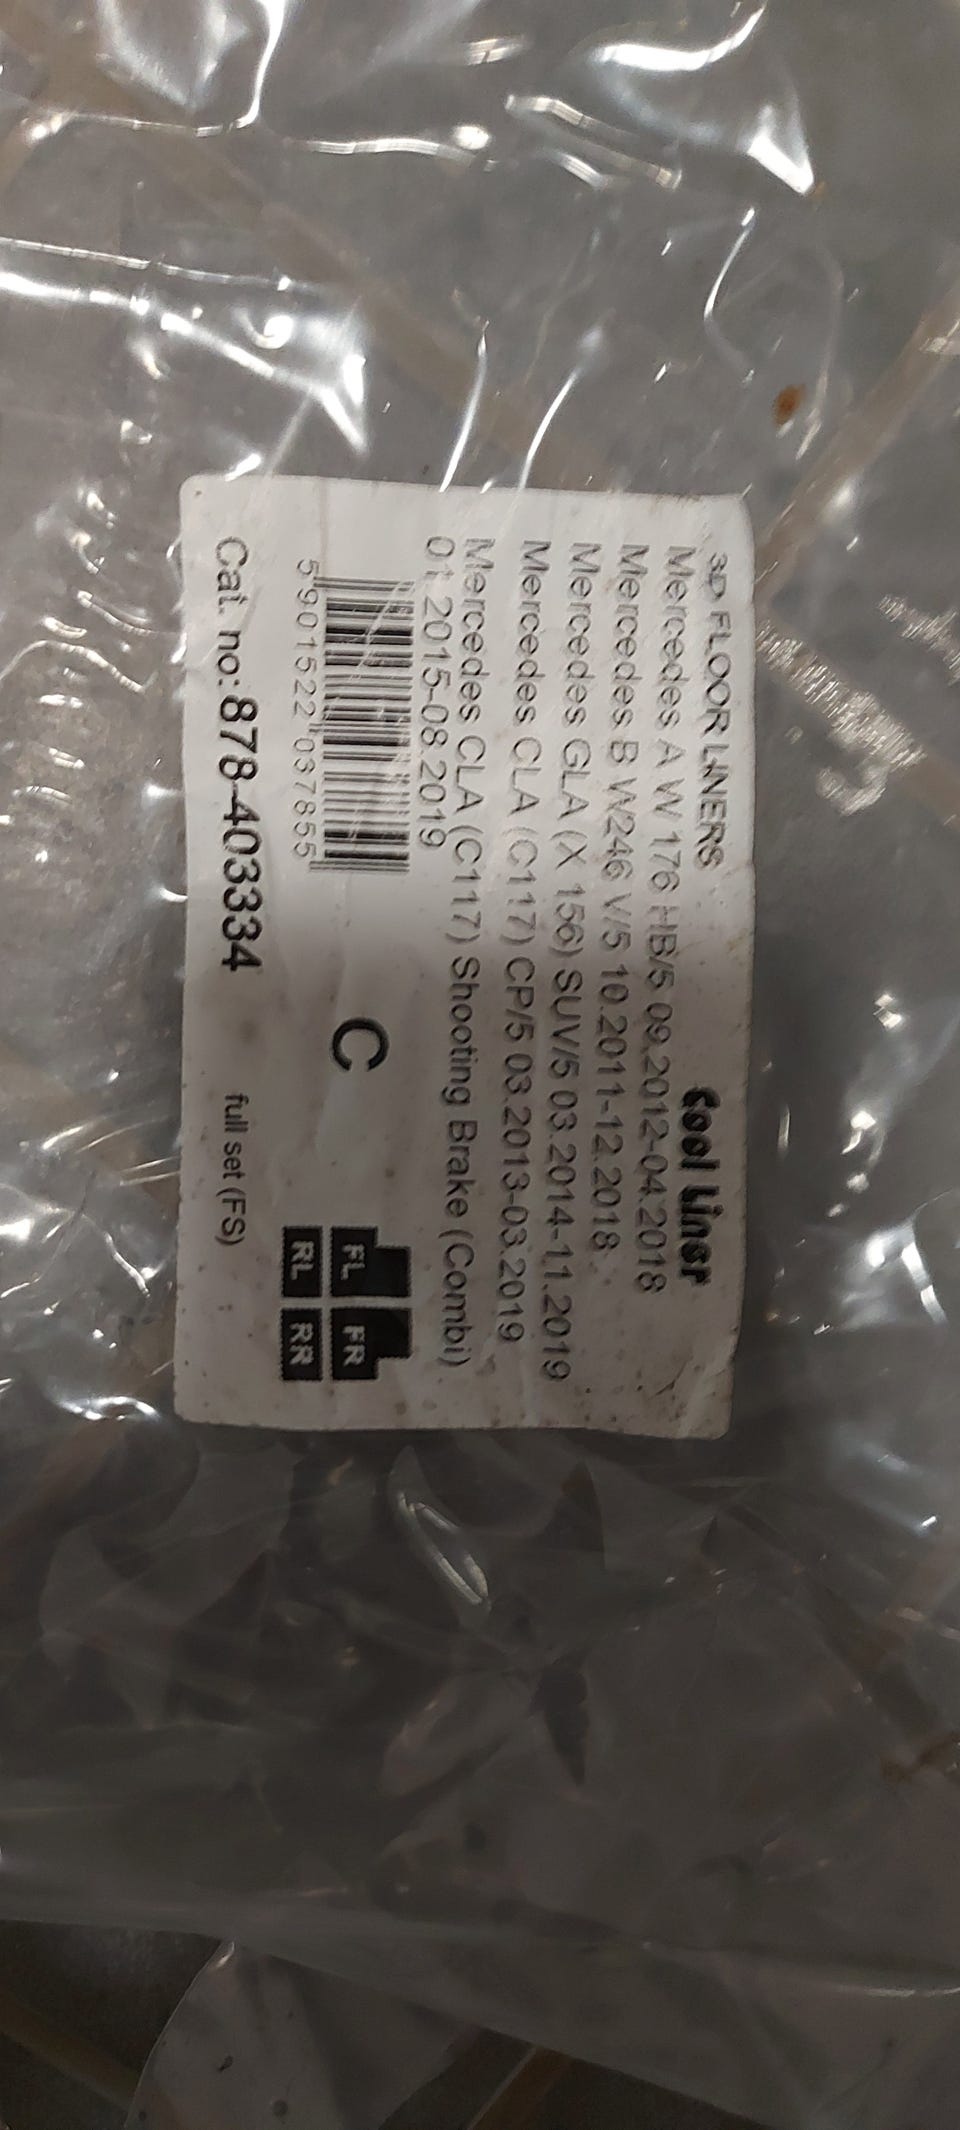 3D FLOOR LINERS Cool Liner
Mercedes A W 176 HB/5 09.2012-04.2018
Mercedes B W246 V/5 10.2011-12.2018
Mercedes GLA (X 156) SUV/5 03.2014-11.2019
Mercedes CLA (C117) CP/5 03.2013-03.2019
Mercedes CLA (C117) Shooting Brake (Combi)
01.2015-08.2019
5 901522 037855
C
FL FR
RL RR
Cat. no: 878-403334 full set (FS)